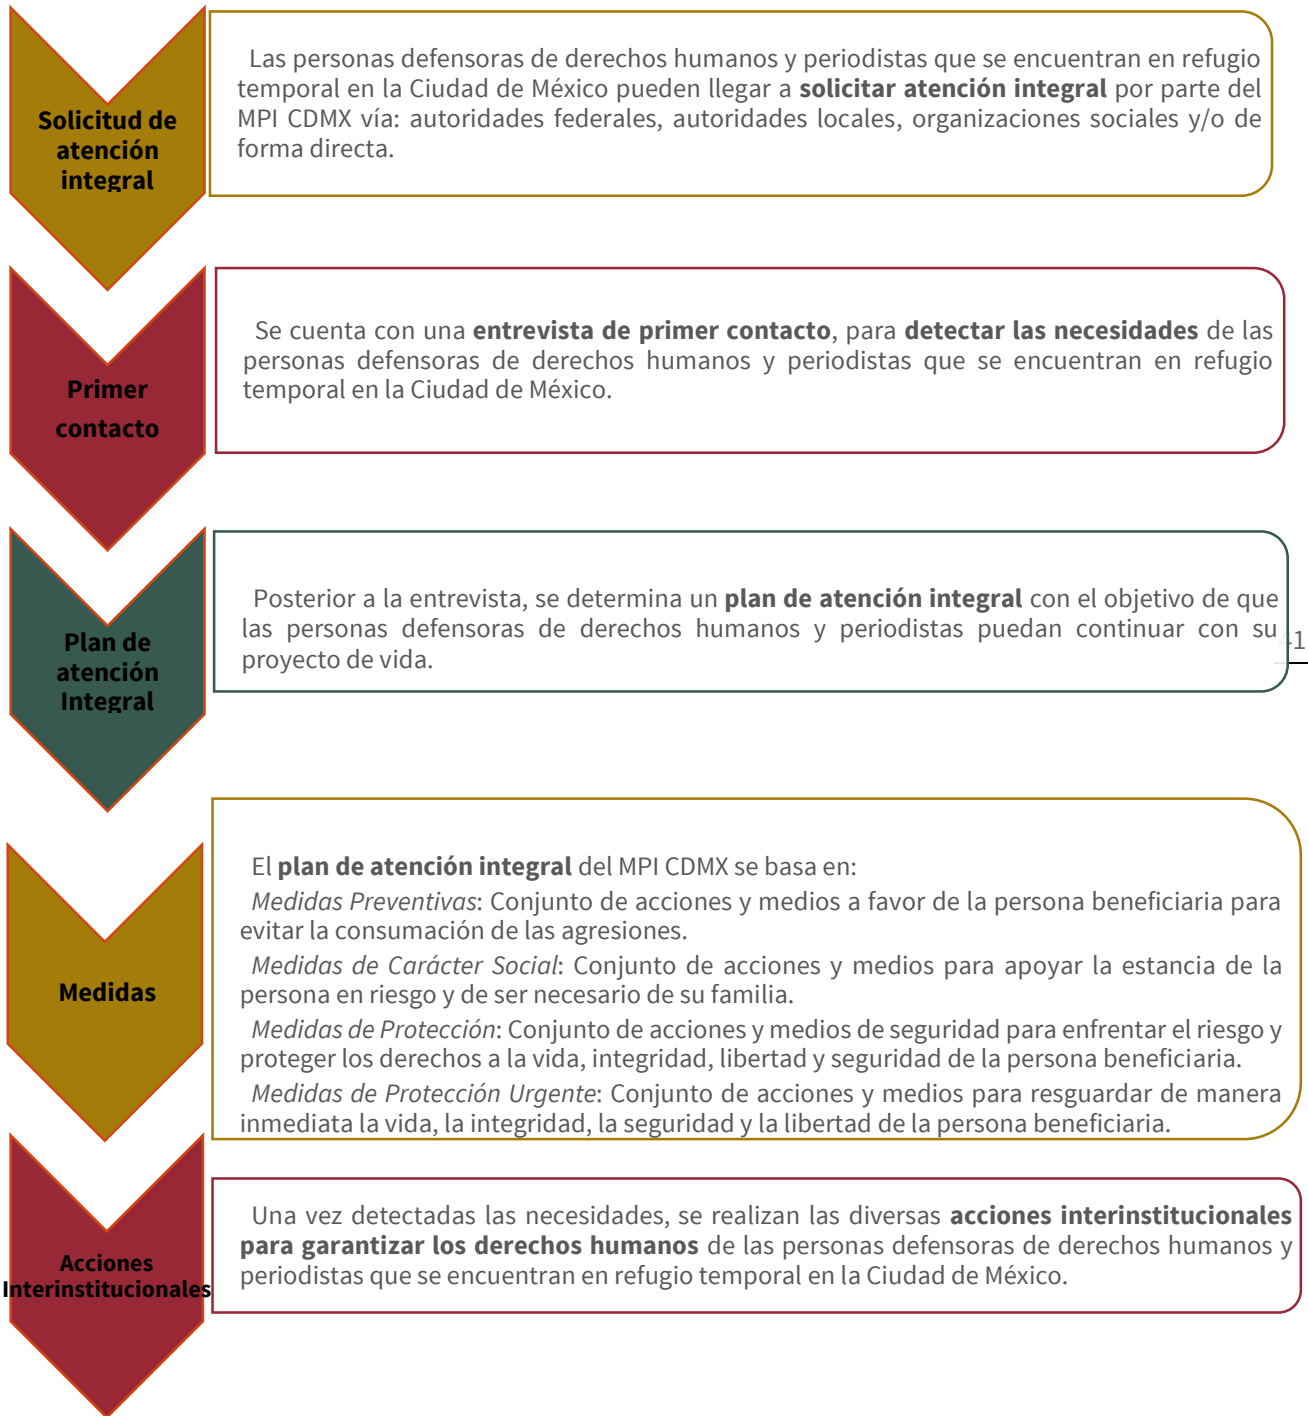 Solicitud de
atención
integral
Las personas defensoras de derechos humanos y periodistas que se encuentran en refugio
temporal en la Ciudad de México pueden llegar a solicitar atención integral por parte del
MPI CDMX vía: autoridades federales, autoridades locales, organizaciones sociales y/o de
forma directa.
Primer
contacto
Se cuenta con una entrevista de primer contacto, para detectar las necesidades de las
personas defensoras de derechos humanos y periodistas que se encuentran en refugio
temporal en la Ciudad de México.
Plan de
atención
Integral
Posterior a la entrevista, se determina un plan de atención integral con el objetivo de que
las personas defensoras de derechos humanos y periodistas puedan continuar con su
proyecto de vida.
41
Medidas
El plan de atención integral del MPI CDMX se basa en:
Medidas Preventivas: Conjunto de acciones y medios a favor de la persona beneficiaria para
evitar la consumación de las agresiones.
Medidas de Carácter Social: Conjunto de acciones y medios para apoyar la estancia de la
persona en riesgo y de ser necesario de su familia.
Medidas de Protección: Conjunto de acciones y medios de seguridad para enfrentar el riesgo y
proteger los derechos a la vida, integridad, libertad y seguridad de la persona beneficiaria.
Medidas de Protección Urgente: Conjunto de acciones y medios para resguardar de manera
inmediata la vida, la integridad, la seguridad y la libertad de la persona beneficiaria.
Acciones
Interinstitucionales
Una vez detectadas las necesidades, se realizan las diversas acciones interinstitucionales
para garantizar los derechos humanos de las personas defensoras de derechos humanos y
periodistas que se encuentran en refugio temporal en la Ciudad de México.